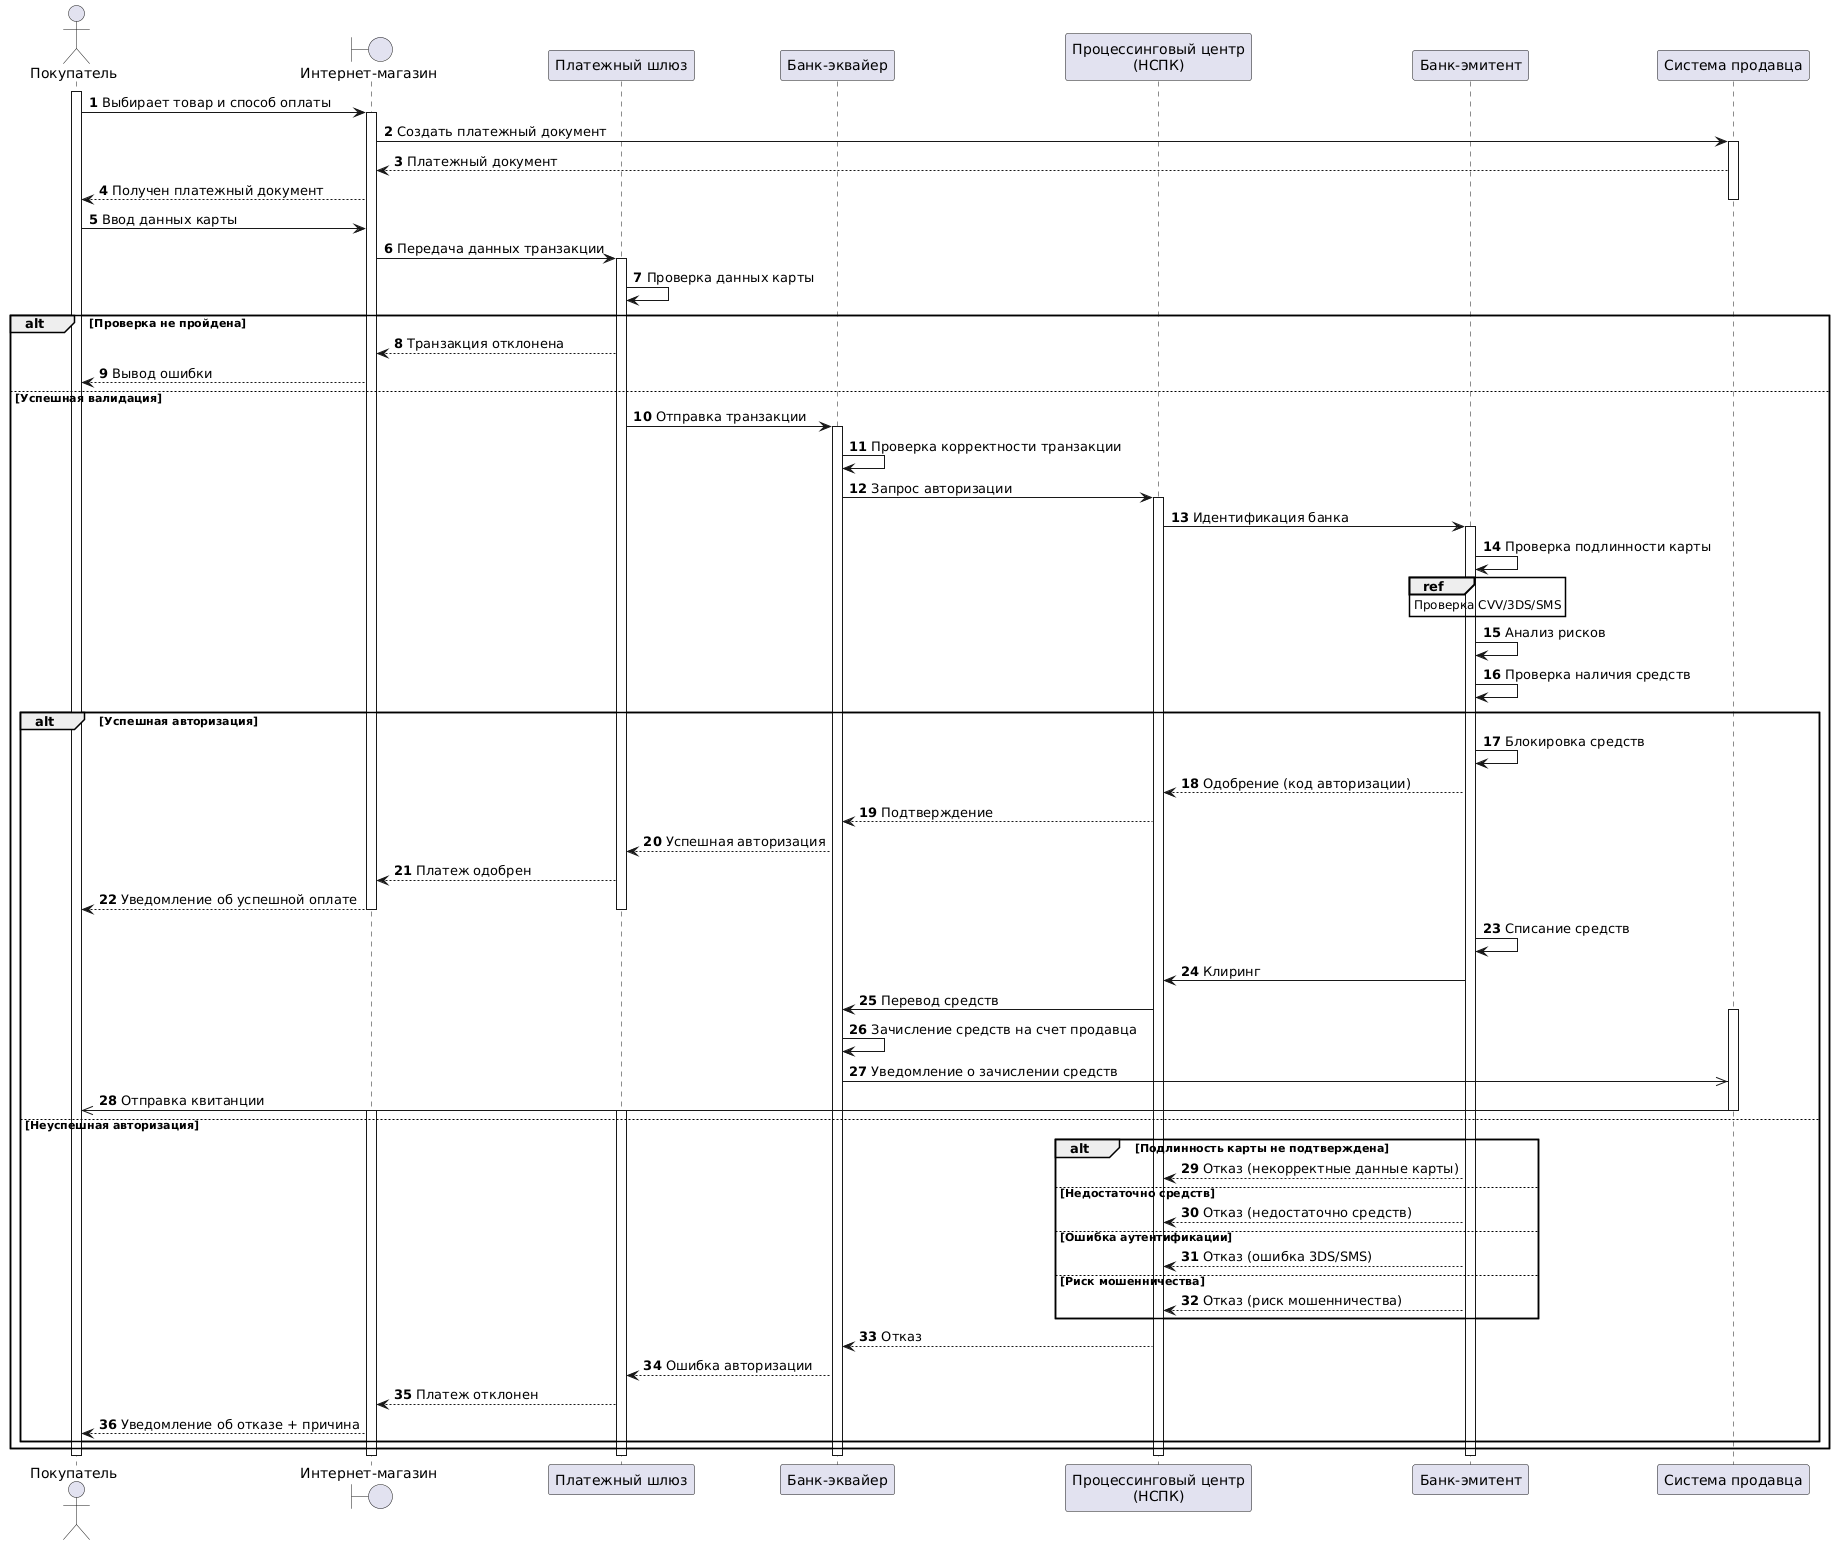 Покупатель
Интернет-магазин
Платежный шлюз
Банк-эквайер
Процессинговый центр
(НСПК)
Банк-эмитент
Система продавца
1 Выбирает товар и способ оплаты
2 Создать платежный документ
3 Платежный документ
4 Получен платежный документ
5 Ввод данных карты
6 Передача данных транзакции
7 Проверка данных карты
alt [Проверка не пройдена]
8 Транзакция отклонена
9 Вывод ошибки
[Успешная валидация]
10 Отправка транзакции
11 Проверка корректности транзакции
12 Запрос авторизации
13 Идентификация банка
14 Проверка подлинности карты
ref
Проверка CVV/3DS/SMS
15 Анализ рисков
16 Проверка наличия средств
alt [Успешная авторизация]
17 Блокировка средств
18 Одобрение (код авторизации)
19 Подтверждение
20 Успешная авторизация
21 Платеж одобрен
22 Уведомление об успешной оплате
23 Списание средств
24 Клиринг
25 Перевод средств
26 Зачисление средств на счет продавца
27 Уведомление о зачислении средств
28 Отправка квитанции
[Неуспешная авторизация]
alt [Подлинность карты не подтверждена]
29 Отказ (некорректные данные карты)
[Недостаточно средств]
30 Отказ (недостаточно средств)
[Ошибка аутентификации]
31 Отказ (ошибка 3DS/SMS)
[Риск мошенничества]
32 Отказ (риск мошенничества)
33 Отказ
34 Ошибка авторизации
35 Платеж отклонен
36 Уведомление об отказе + причина
Покупатель
Интернет-магазин
Платежный шлюз
Банк-эквайер
Процессинговый центр
(НСПК)
Банк-эмитент
Система продавца